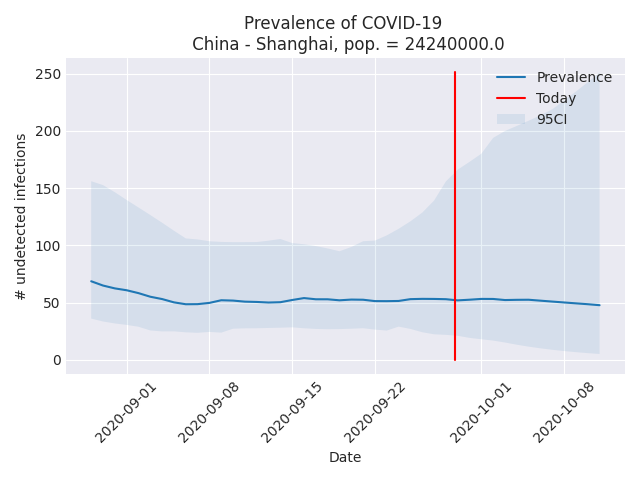 Prevalence of COVID-19
China - Shanghai, pop. = 24240000.0
# undetected infections
250
200
150
100
50
0
Prevalence
Today
95CI
2020-09-01
2020-09-08
2020-09-15
2020-09-22
2020-10-01
2020-10-08
Date